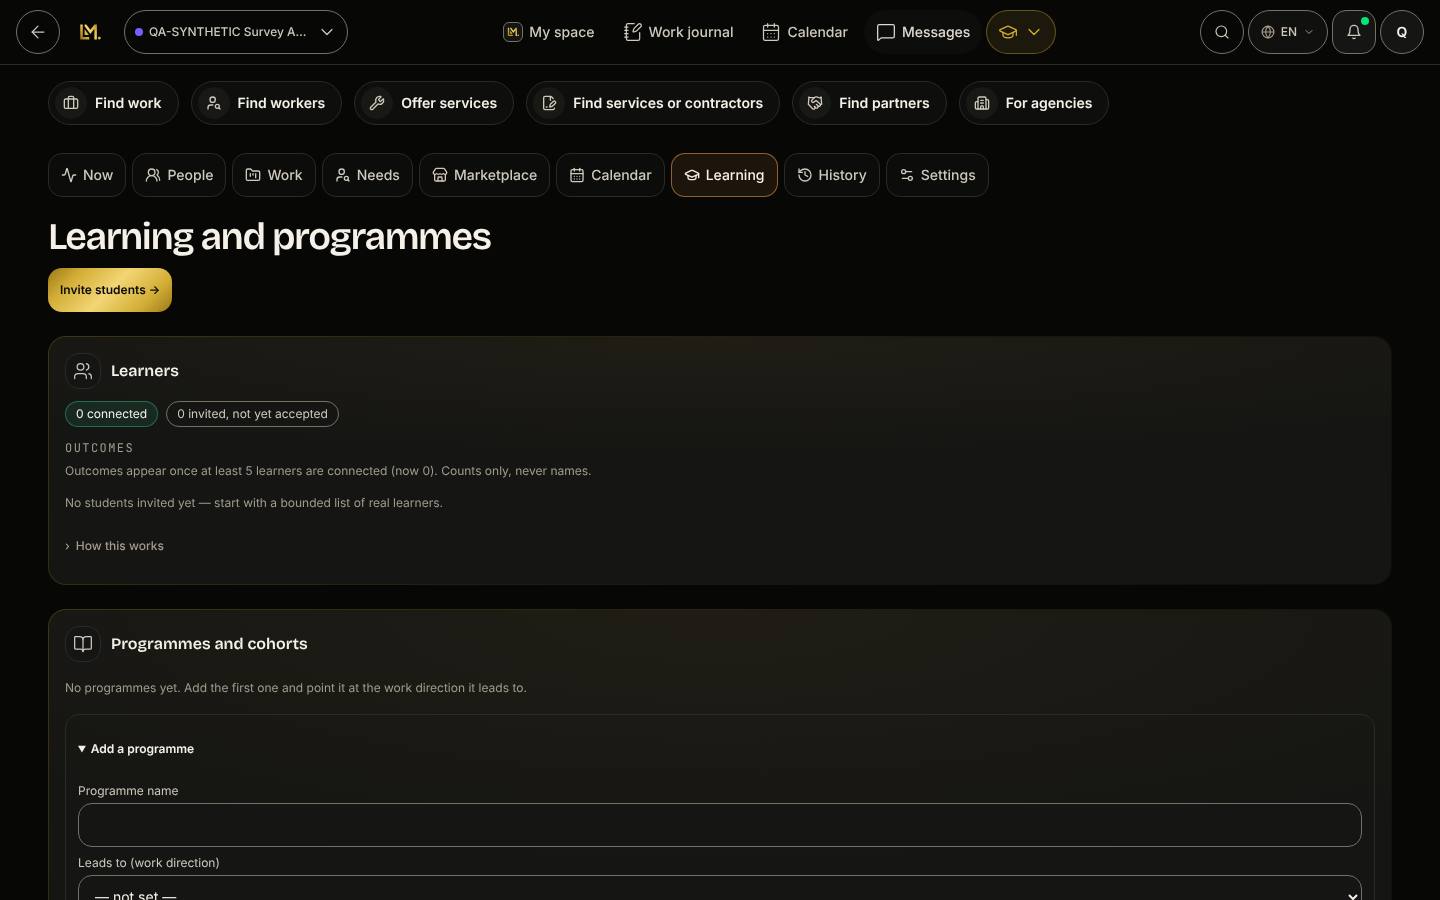 LM.
QA-SYNTHETIC Survey A...
LM. My space
Work journal
Calendar
Messages
EN
Q
Find work
Find workers
Offer services
Find services or contractors
Find partners
For agencies
Now
People
Work
Needs
Marketplace
Calendar
Learning
History
Settings
Learning and programmes
Invite students →
Learners
0 connected
0 invited, not yet accepted
OUTCOMES
Outcomes appear once at least 5 learners are connected (now 0). Counts only, never names.
No students invited yet — start with a bounded list of real learners.
› How this works
Programmes and cohorts
No programmes yet. Add the first one and point it at the work direction it leads to.
▼ Add a programme
Programme name
Leads to (work direction)
— not set —